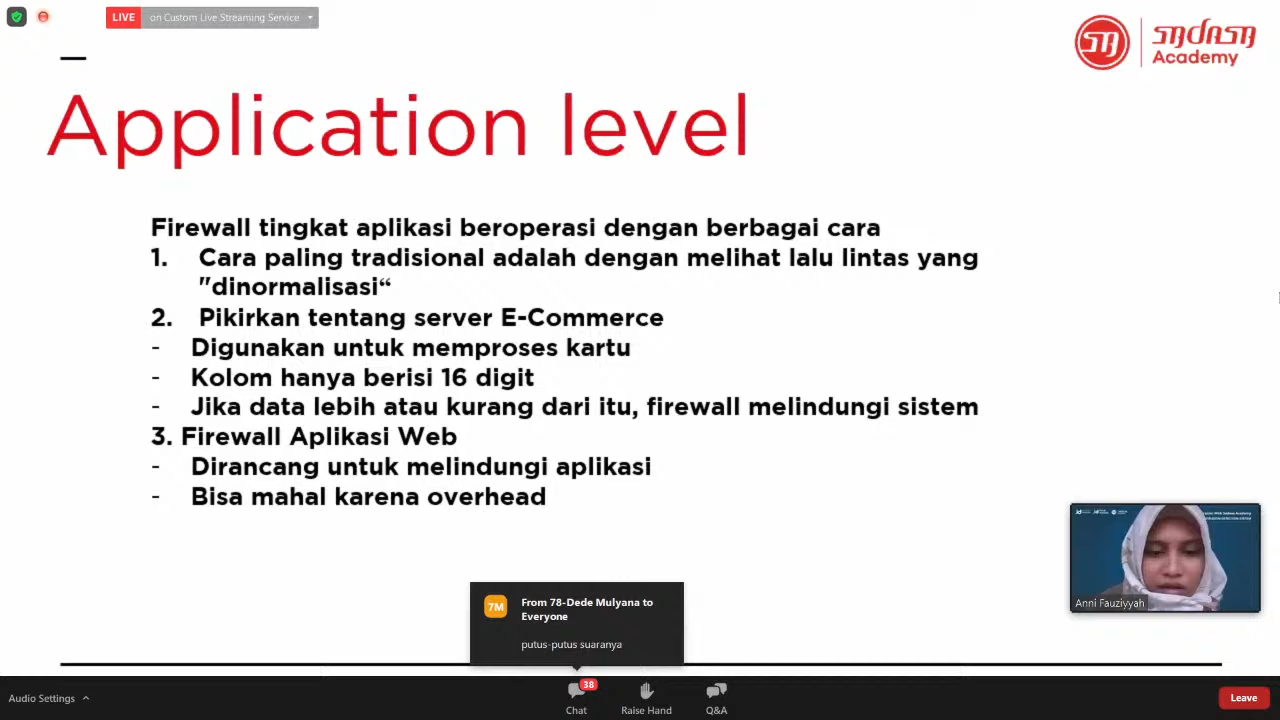 LIVE on Custom Live Streaming Service
SADASA
Academy
Application level
Firewall tingkat aplikasi beroperasi dengan berbagai cara
1. Cara paling tradisional adalah dengan melihat lalu lintas yang
"dinormalisasi“
2. Pikirkan tentang server E-Commerce
- Digunakan untuk memproses kartu
- Kolom hanya berisi 16 digit
- Jika data lebih atau kurang dari itu, firewall melindungi sistem
3. Firewall Aplikasi Web
- Dirancang untuk melindungi aplikasi
- Bisa mahal karena overhead
Anni Fauziyyah
7M
From 78-Dede Mulyana to
Everyone
putus-putus suaranya
Audio Settings
38
Chat
Raise Hand
Q&A
Leave